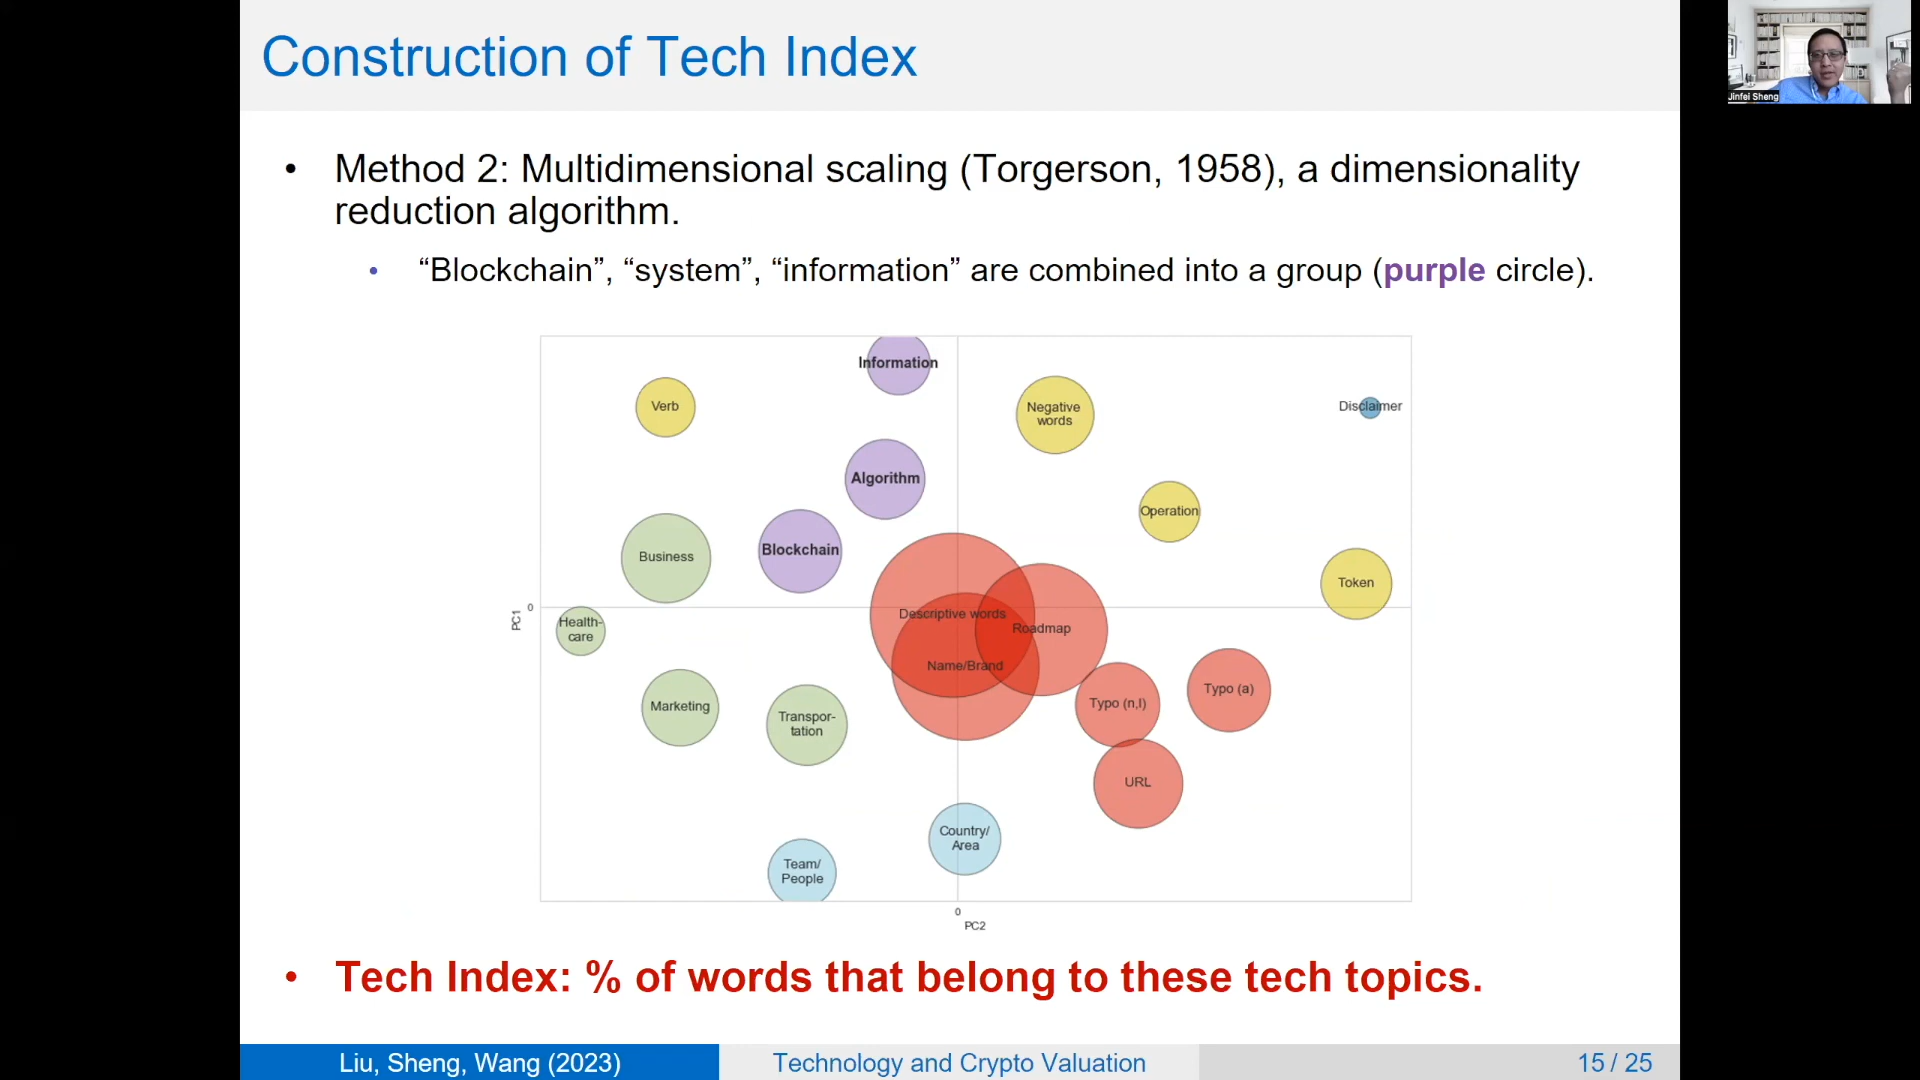 Construction of Tech Index
Jinfei Sheng
• Method 2: Multidimensional scaling (Torgerson, 1958), a dimensionality
reduction algorithm.
• “Blockchain”, “system”, “information” are combined into a group (purple circle).
Information
Verb
Negative
words
Disclaimer
Algorithm
Operation
Blockchain
Business
Token
PC1
0
Health-
care
Descriptive words
Roadmap
Name/Brand
Marketing
Transpor-
tation
Typo (n,l)
Typo (a)
URL
Country/
Area
Team/
People
0
PC2
• Tech Index: % of words that belong to these tech topics.
Liu, Sheng, Wang (2023)
Technology and Crypto Valuation
15 / 25